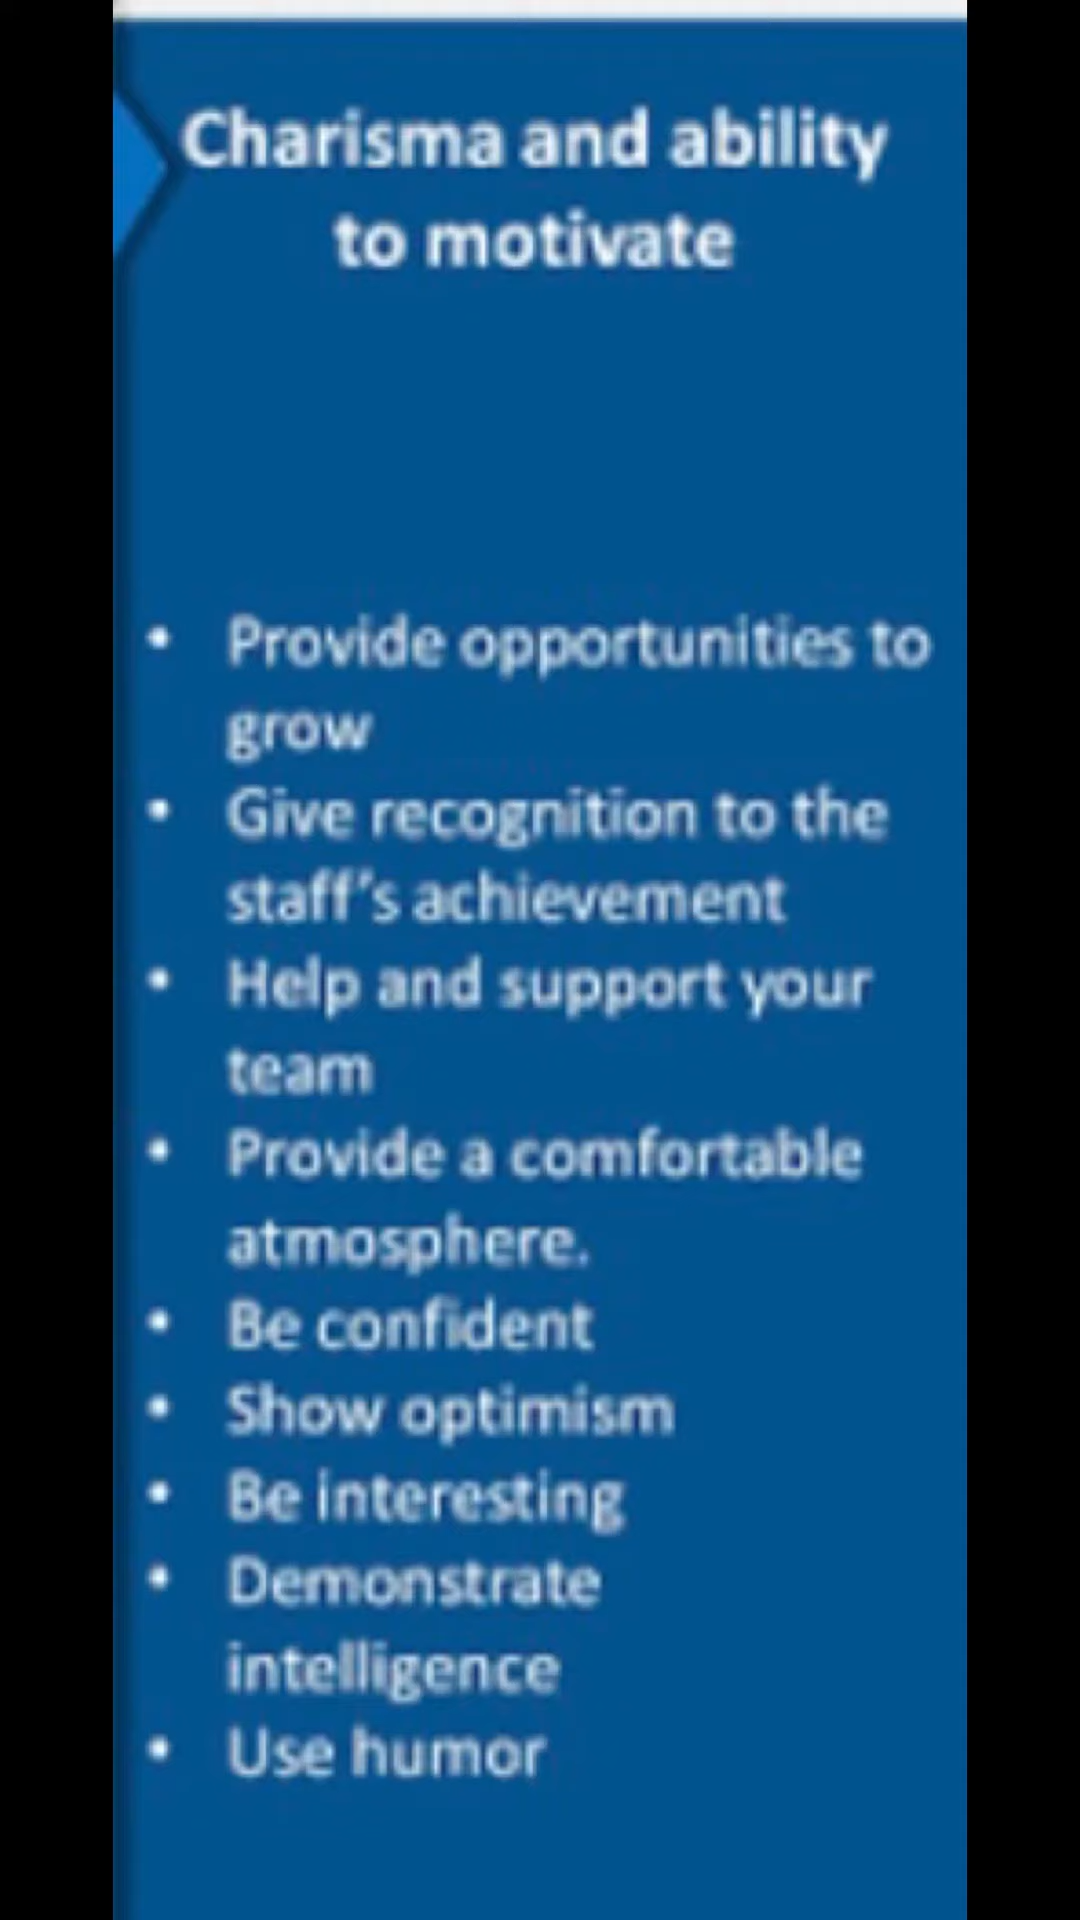 Charisma and ability
to motivate
• Provide opportunities to
grow
• Give recognition to the
staff's achievement
• Help and support your
team
• Provide a comfortable
atmosphere.
• Be confident
• Show optimism
• Be interesting
• Demonstrate
intelligence
• Use humor